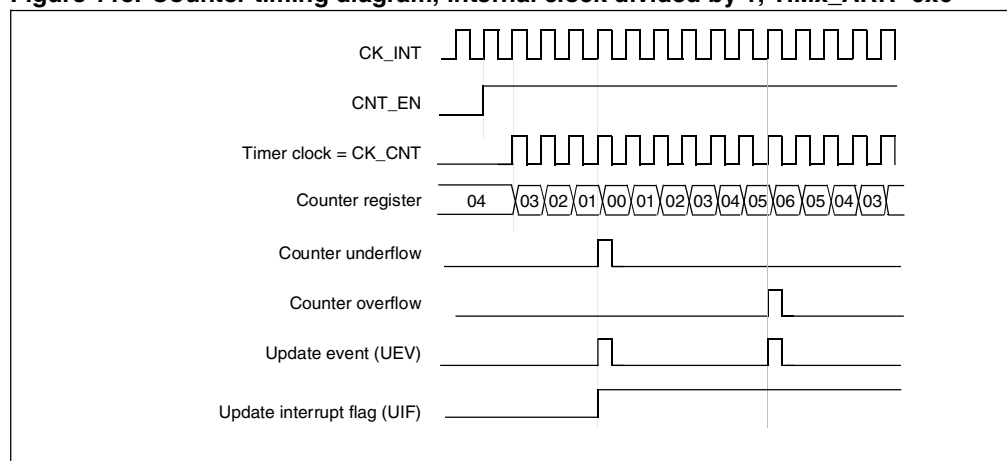 CK_INT
CNT_EN
Timer clock = CK_CNT
Counter register 04 03 02 01 00 01 02 03 04 05 06 05 04 03
Counter underflow
Counter overflow
Update event (UEV)
Update interrupt flag (UIF)